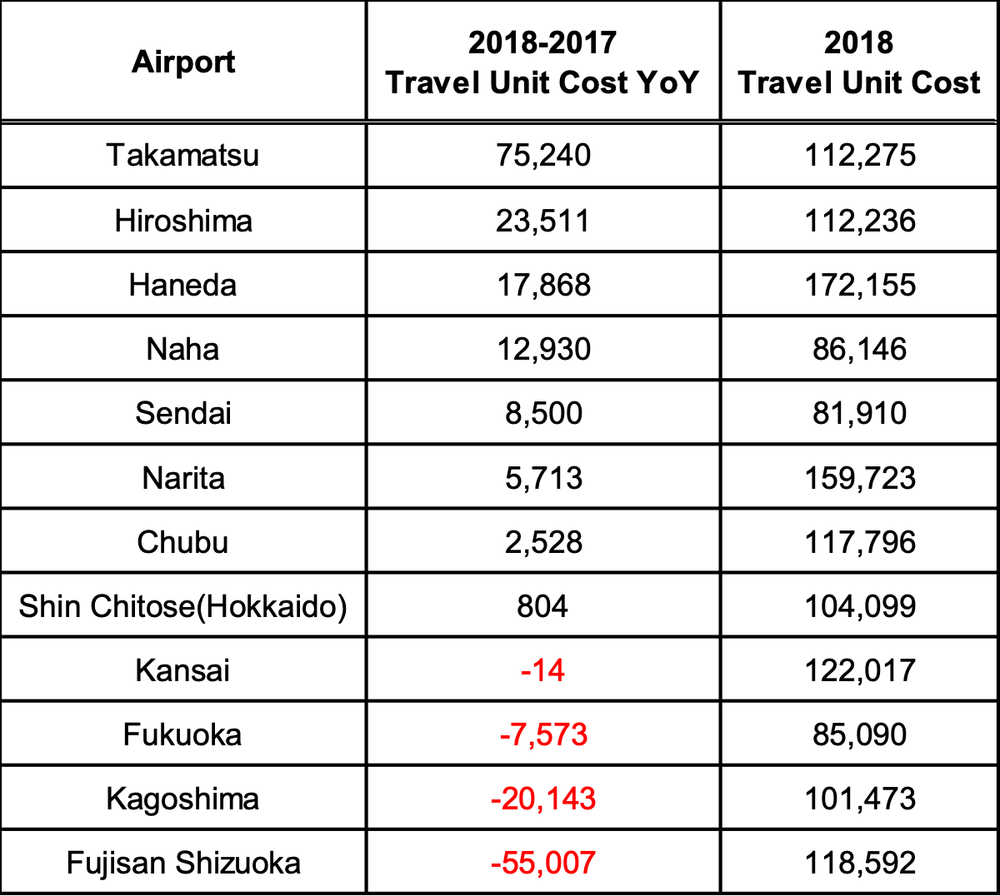 Airport 2018-2017 Travel Unit Cost YoY 2018 Travel Unit Cost
Takamatsu 75,240 112,275
Hiroshima 23,511 112,236
Haneda 17,868 172,155
Naha 12,930 86,146
Sendai 8,500 81,910
Narita 5,713 159,723
Chubu 2,528 117,796
Shin Chitose(Hokkaido) 804 104,099
Kansai -14 122,017
Fukuoka -7,573 85,090
Kagoshima -20,143 101,473
Fujisan Shizuoka -55,007 118,592